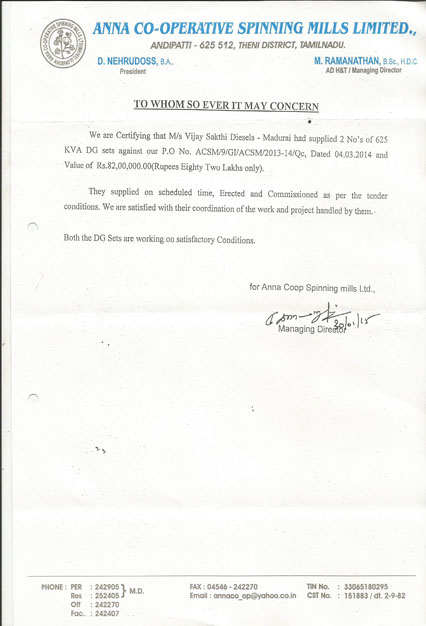 ANNA CO-OPERATIVE SPINNING MILLS LIMITED.,
ANDIPATTI - 625 512, THENI DISTRICT, TAMILNADU.
D. NEHRUDOSS, B.A.,
President
M. RAMANATHAN, B.Sc., H.D.C.
AD H&T / Managing Director
TO WHOM SO EVER IT MAY CONCERN
We are Certifying that M/s Vijay Sakthi Diesels - Madurai had supplied 2 No's of 625
KVA DG sets against our P.O No. ACSM/9/GI/ACSM/2013-14/Qc, Dated 04.03.2014 and
Value of Rs.82,00,000.00(Rupees Eighty Two Lakhs only).
They supplied on scheduled time, Erected and Commissioned as per the tender
conditions. We are satisfied with their coordination of the work and project handled by them.
Both the DG Sets are working on satisfactory Conditions.
for Anna Coop Spinning mills Ltd.,
Managing Director
30/01/15
PHONE : PER : 242905 } M.D.
Res : 252405
Off : 242270
Fac. : 242407
FAX : 04546 - 242270
Email : annaco_op@yahoo.co.in
TIN No. : 33065180295
CST No. : 151883 / dt. 2-9-82